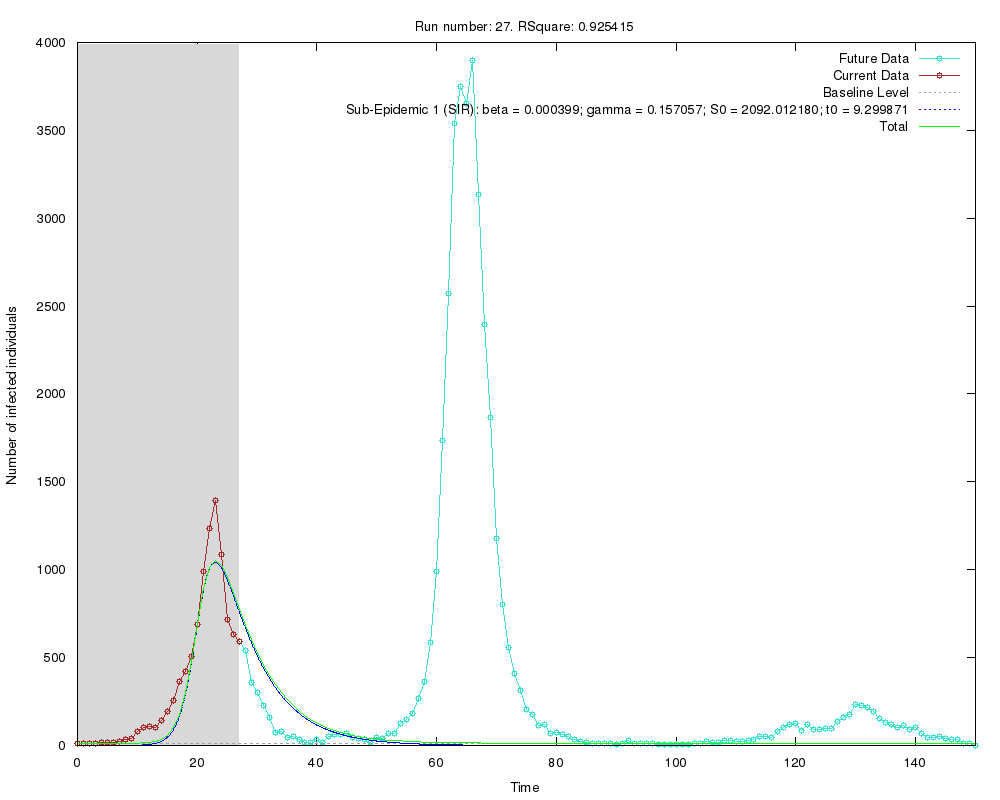 Run number: 27. RSquare: 0.925415
Future Data
Current Data
Baseline Level
Sub-Epidemic 1 (SIR): beta = 0.000399; gamma = 0.157057; S0 = 2092.012180; t0 = 9.299871
Total
Number of infected individuals
4000
3500
3000
2500
2000
1500
1000
500
0
0 20 40 60 80 100 120 140
Time